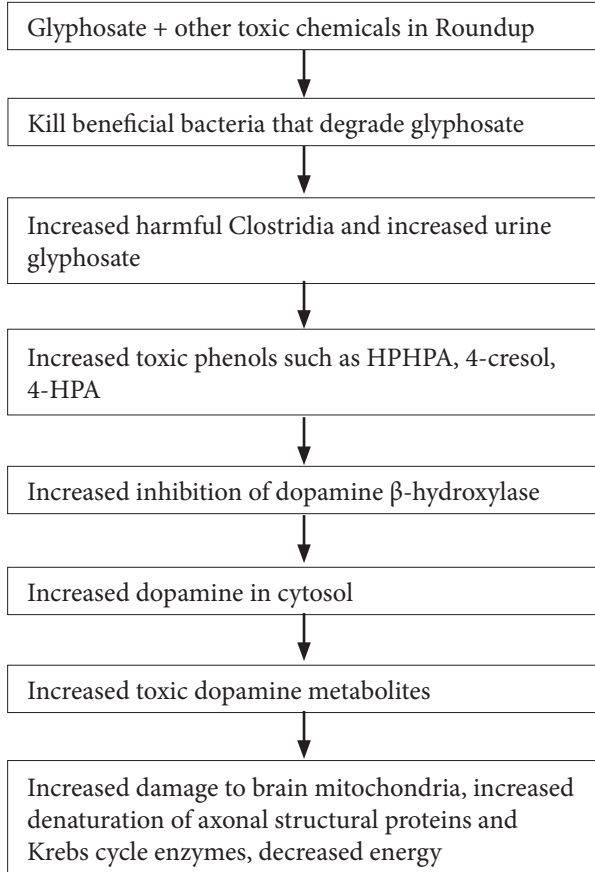 Glyphosate + other toxic chemicals in Roundup
Kill beneficial bacteria that degrade glyphosate
Increased harmful Clostridia and increased urine
glyphosate
Increased toxic phenols such as HPHPA, 4-cresol,
4-HPA
Increased inhibition of dopamine β-hydroxylase
Increased dopamine in cytosol
Increased toxic dopamine metabolites
Increased damage to brain mitochondria, increased
denaturation of axonal structural proteins and
Krebs cycle enzymes, decreased energy